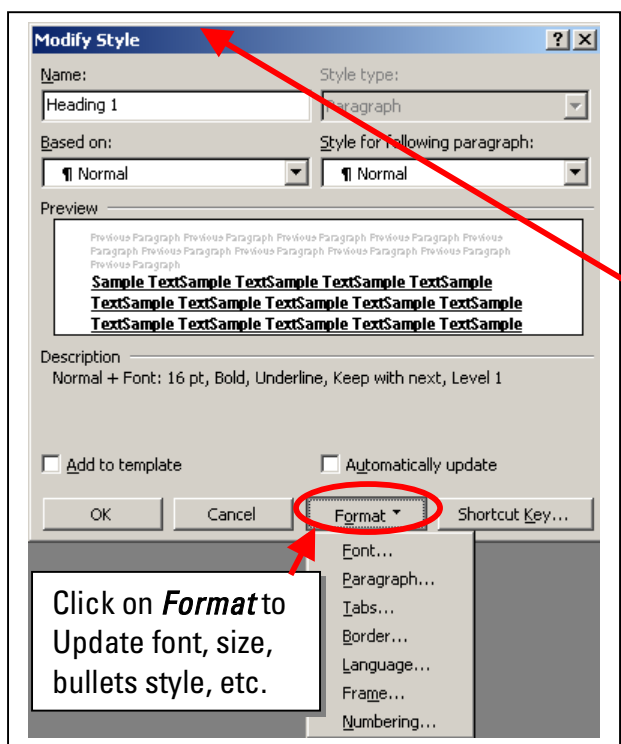 Modify Style
Name:
Style type:
Heading 1
Paragraph
Based on:
Style for following paragraph:
¶ Normal
¶ Normal
Preview
Previous Paragraph Previous Paragraph Previous Paragraph Previous Paragraph Previous
Paragraph Previous Paragraph Previous Paragraph Previous Paragraph Previous Paragraph
Previous Paragraph
Sample TextSample TextSample TextSample TextSample
TextSample TextSample TextSample TextSample TextSample
TextSample TextSample TextSample TextSample TextSample
Description
Normal + Font: 16 pt, Bold, Underline, Keep with next, Level 1
Add to template
Automatically update
OK
Cancel
Format
Shortcut Key...
Font...
Paragraph...
Tabs...
Border...
Language...
Frame...
Numbering...
Click on Format to
Update font, size,
bullets style, etc.